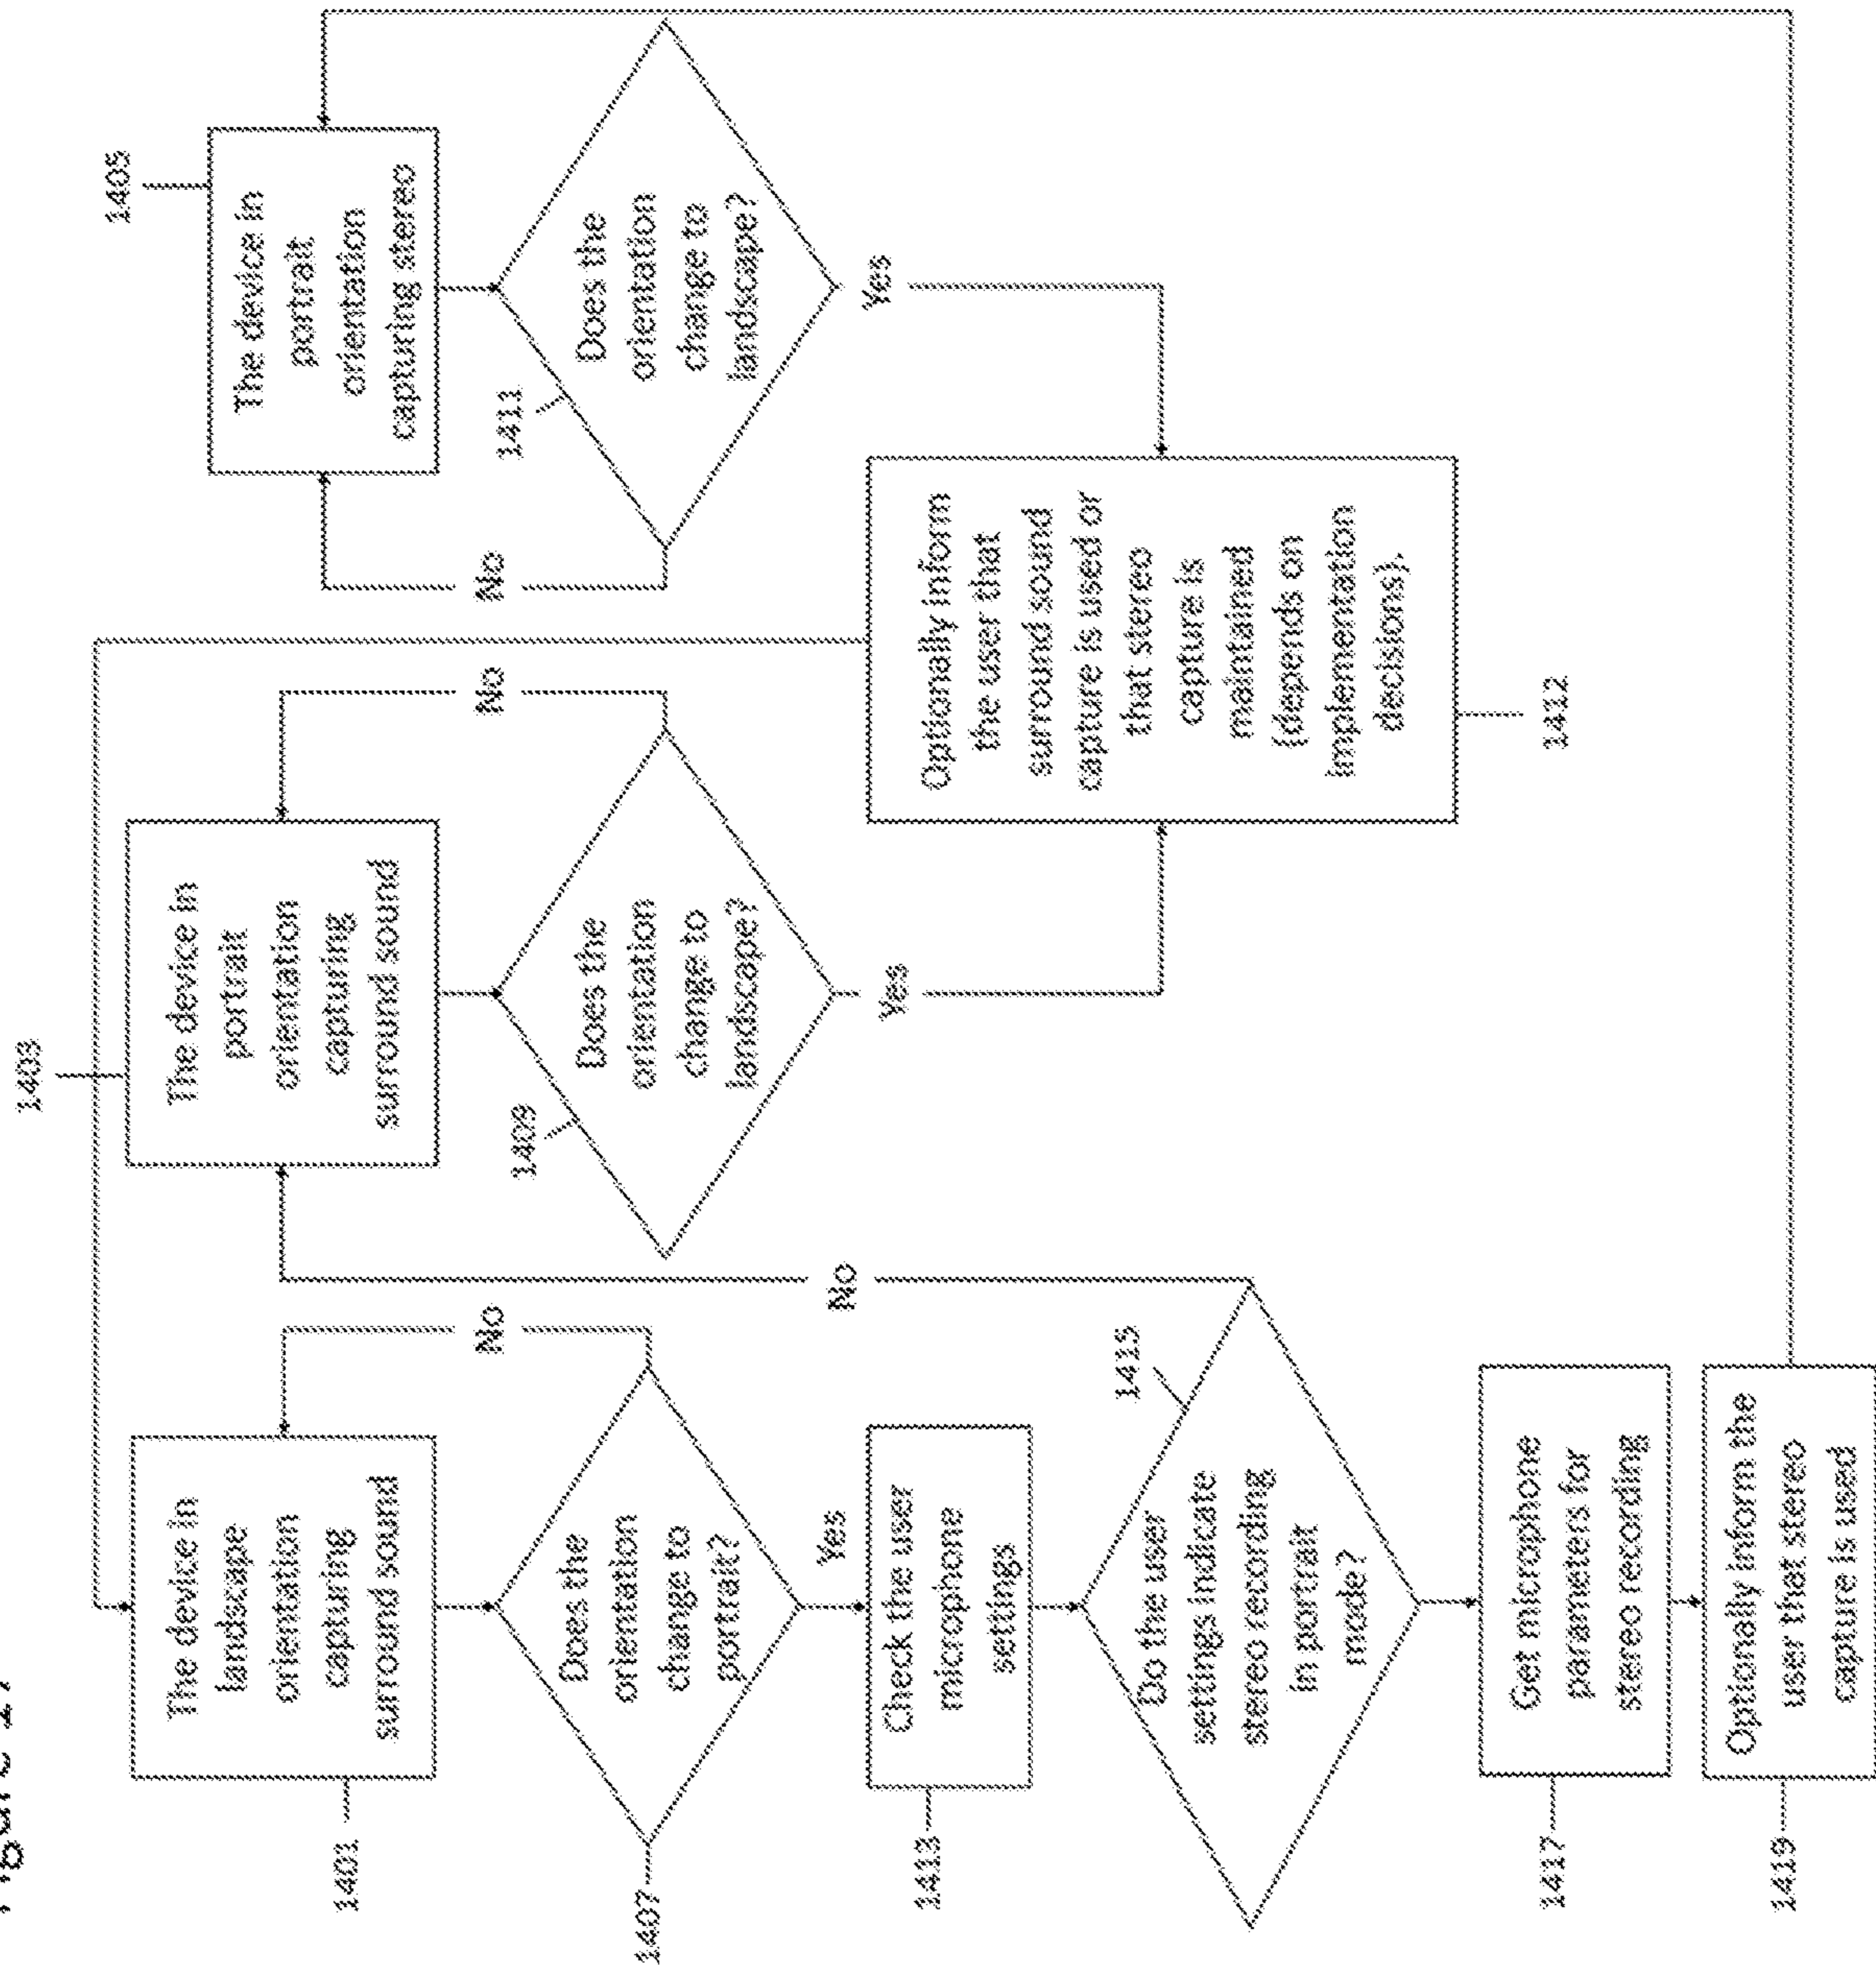 1401
The device in
landscape
orientation
capturing
surround sound
1407
Does the
orientation
change to
portrait?
No
Yes
1413
Check the user
microphone
settings
1415
Do the user
settings indicate
stereo recording
in portrait
mode?
No
1417
Get microphone
parameters for
stereo recording
1419
Optionally inform the
user that stereo
capture is used
1403
The device in
portrait
orientation
capturing
surround sound
1409
Does the
orientation
change to
landscape?
No
Yes
1405
The device in
portrait
orientation
capturing stereo
1411
Does the
orientation
change to
landscape?
No
Yes
Optionally inform
the user that
surround sound
capture is used or
that stereo
capture is
maintained
(depends on
implementation
decisions).
1412